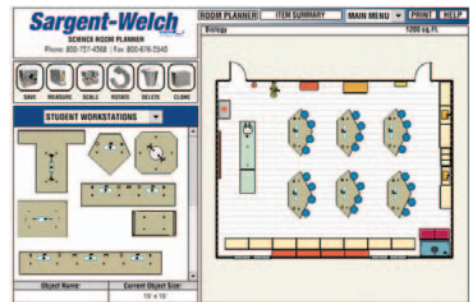 Sargent-Welch
SCIENCE ROOM PLANNER
Phone: 800-727-4368 | Fax: 800-676-2540
ROOM PLANNER
ITEM SUMMARY
MAIN MENU
PRINT
HELP
Biology
1200 sq.ft.
SAVE
MEASURE
SCALE
ROTATE
DELETE
CLONE
STUDENT WORKSTATIONS
Object Name:
Current Object Size: